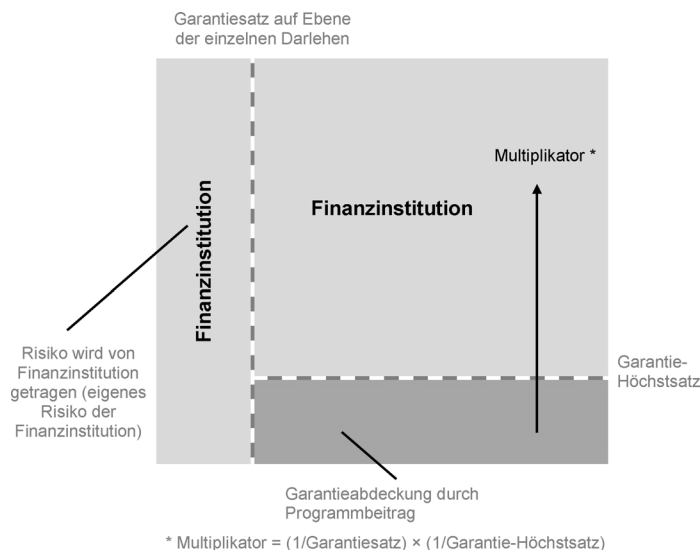 Garantiesatz auf Ebene
der einzelnen Darlehen
Multiplikator *
Finanzinstitution
Finanzinstitution
Risiko wird von
Finanzinstitution
getragen (eigenes
Risiko der
Finanzinstitution)
Garantie-
Höchstsatz
Garantieabdeckung durch
Programmbeitrag
* Multiplikator = (1/Garantiesatz) × (1/Garantie-Höchstsatz)